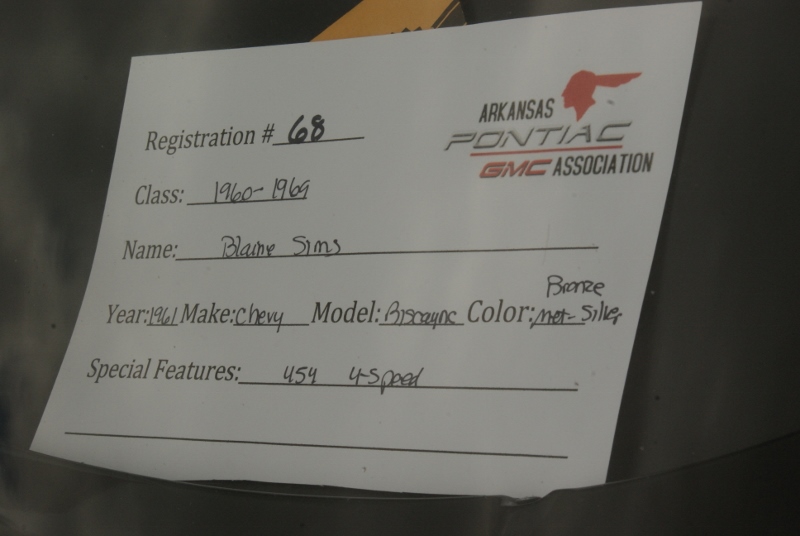 ARKANSAS
PONTIAC
GMC ASSOCIATION
Registration # 68
Class: 1960-1969
Name: Blaine Sims
Year: 1961 Make: Chevy Model: Biscayne Color: Bronze met- Silver
Special Features: 454 4-Speed